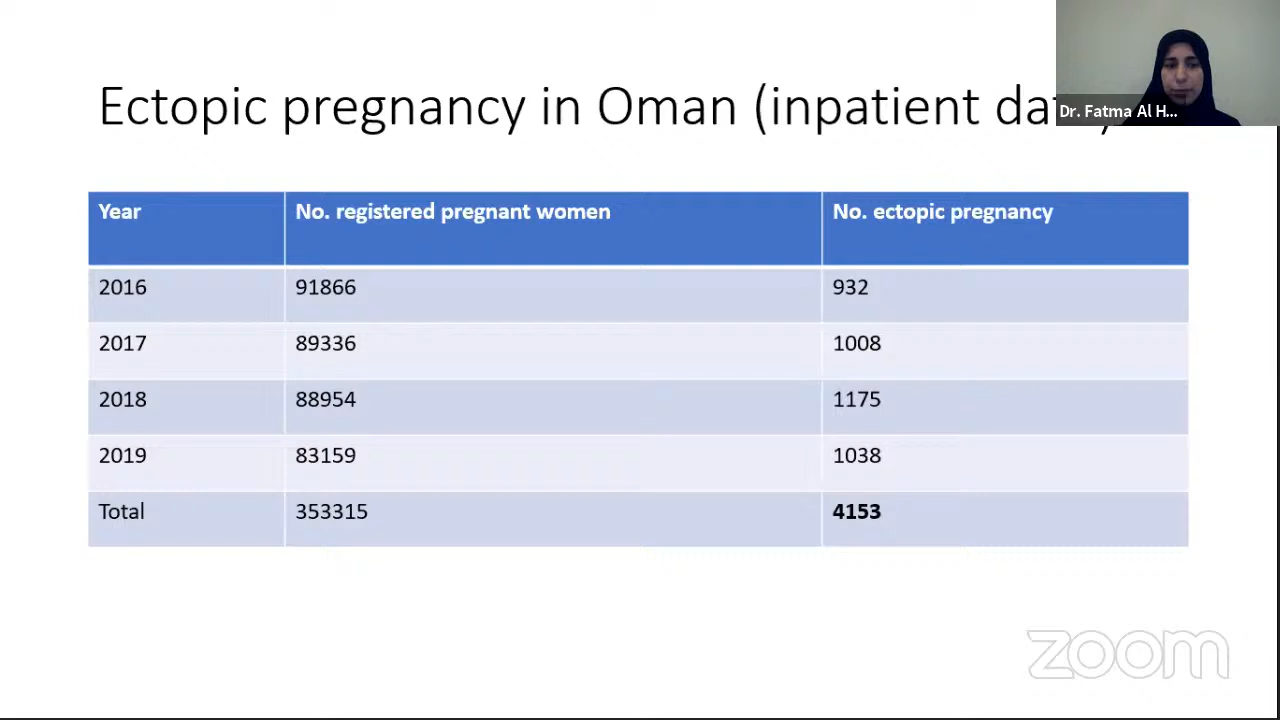 Ectopic pregnancy in Oman (inpatient
Dr. Fatma Al H...
Year No. registered pregnant women No. ectopic pregnancy
2016 91866 932
2017 89336 1008
2018 88954 1175
2019 83159 1038
Total 353315 4153
zoom